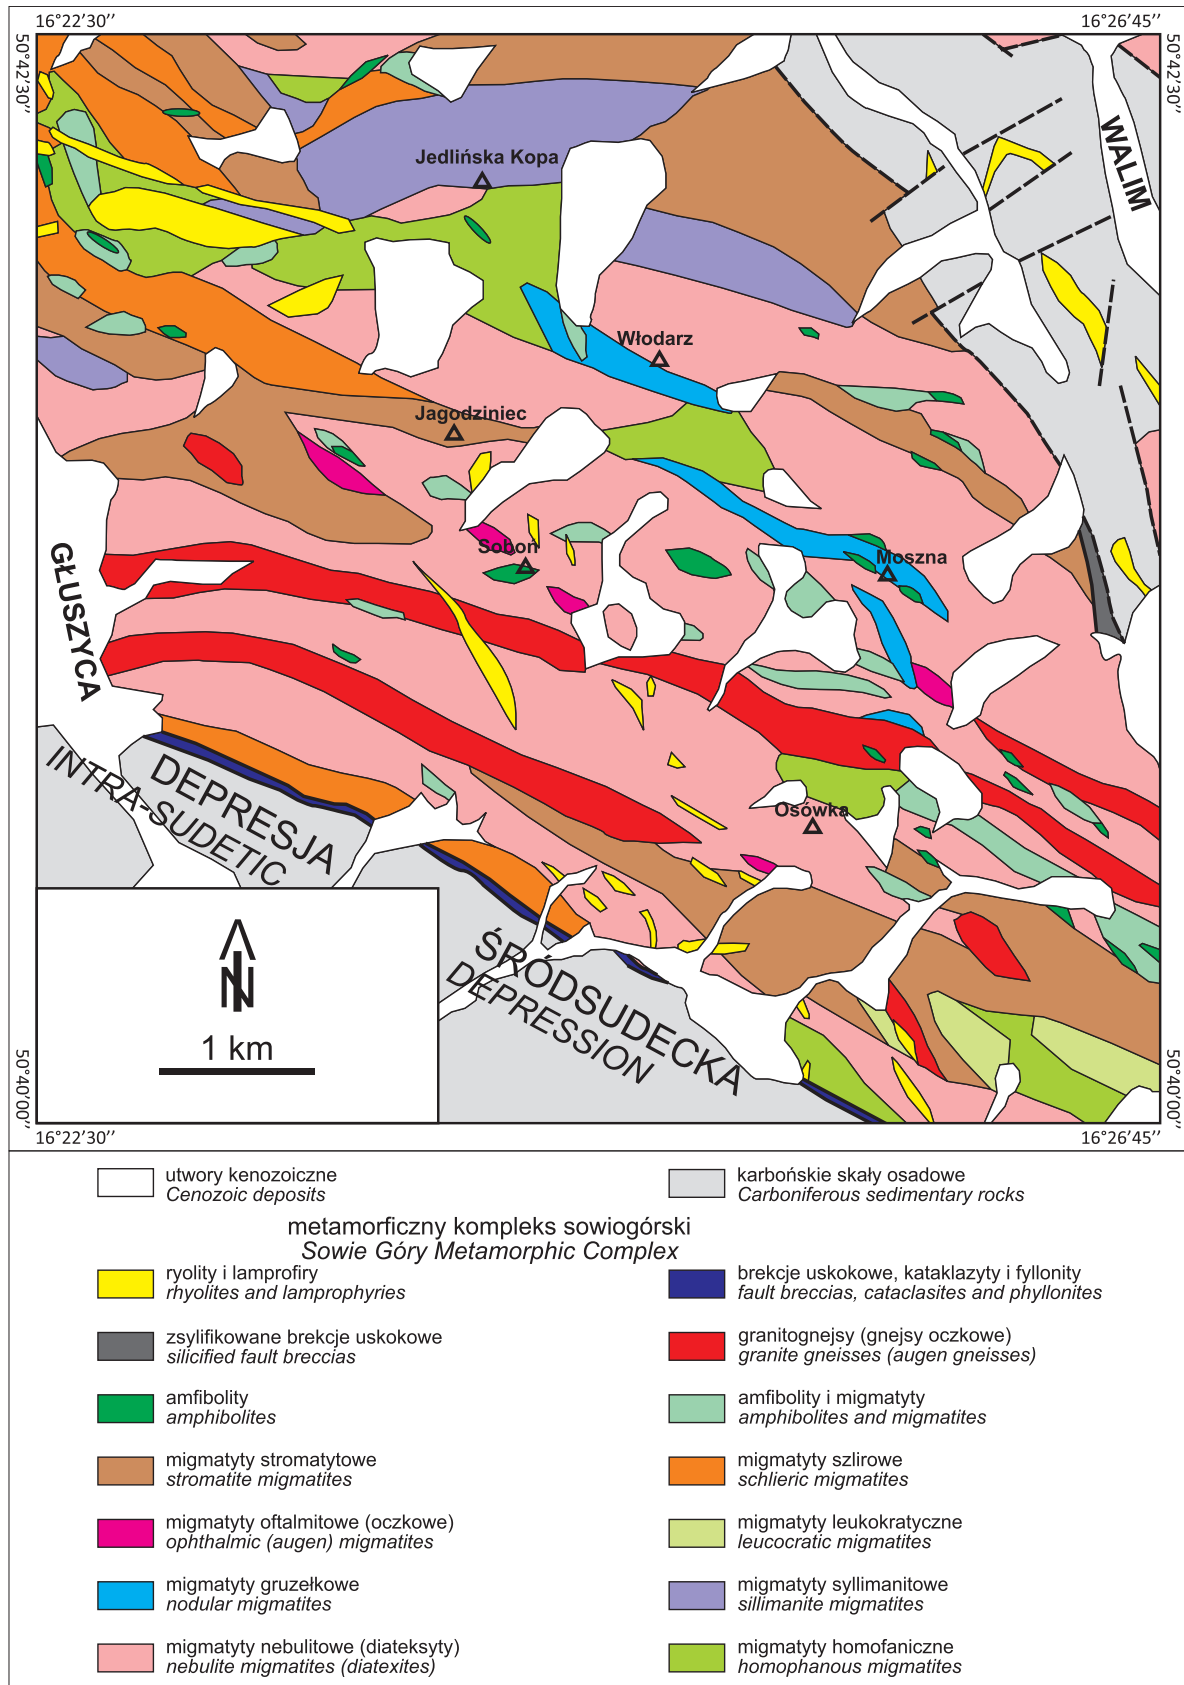 16°22'30'' 16°26'45''
50°42'30'' 50°42'30''
WALIM
Jedlińska Kopa
Włodarz
Jagodziniec
Soboń
Moszna
GŁUSZYCA
Osówka
DEPRESJA
INTRA-SUDETIC
ŚRÓDSUDECKA
DEPRESSION
N
1 km
50°40'00'' 50°40'00''
16°22'30'' 16°26'45''
utwory kenozoiczne
Cenozoic deposits
karbońskie skały osadowe
Carboniferous sedimentary rocks
metamorficzny kompleks sowiogórski
Sowie Góry Metamorphic Complex
ryolity i lamprofiry
rhyolites and lamprophyries
brekcje uskokowe, kataklazyty i fyllonity
fault breccias, cataclasites and phyllonites
zsylifikowane brekcje uskokowe
silicified fault breccias
granitognejsy (gnejsy oczkowe)
granite gneisses (augen gneisses)
amfibolity
amphibolites
amfibolity i migmatyty
amphibolites and migmatites
migmatyty stromatytowe
stromatite migmatites
migmatyty szlirowe
schlieric migmatites
migmatyty oftalmitowe (oczkowe)
ophthalmic (augen) migmatites
migmatyty leukokratyczne
leucocratic migmatites
migmatyty gruzełkowe
nodular migmatites
migmatyty syllimanitowe
sillimanite migmatites
migmatyty nebulitowe (diateksyty)
nebulite migmatites (diatexites)
migmatyty homofaniczne
homophanous migmatites